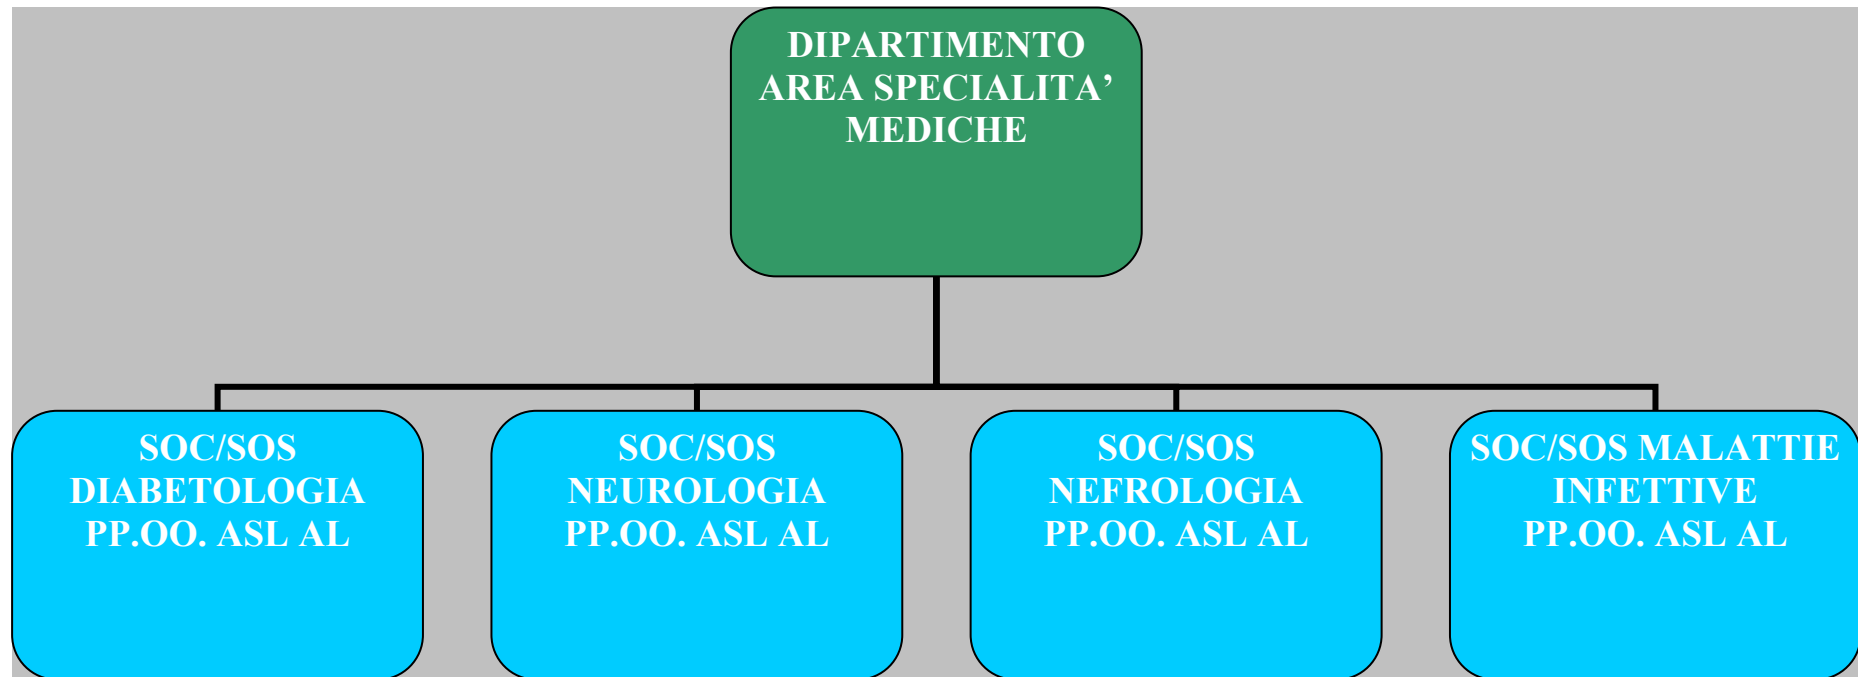 DIPARTIMENTO
AREA SPECIALITA’
MEDICHE
SOC/SOS
DIABETOLOGIA
PP.OO. ASL AL
SOC/SOS
NEUROLOGIA
PP.OO. ASL AL
SOC/SOS
NEFROLOGIA
PP.OO. ASL AL
SOC/SOS MALATTIE
INFETTIVE
PP.OO. ASL AL